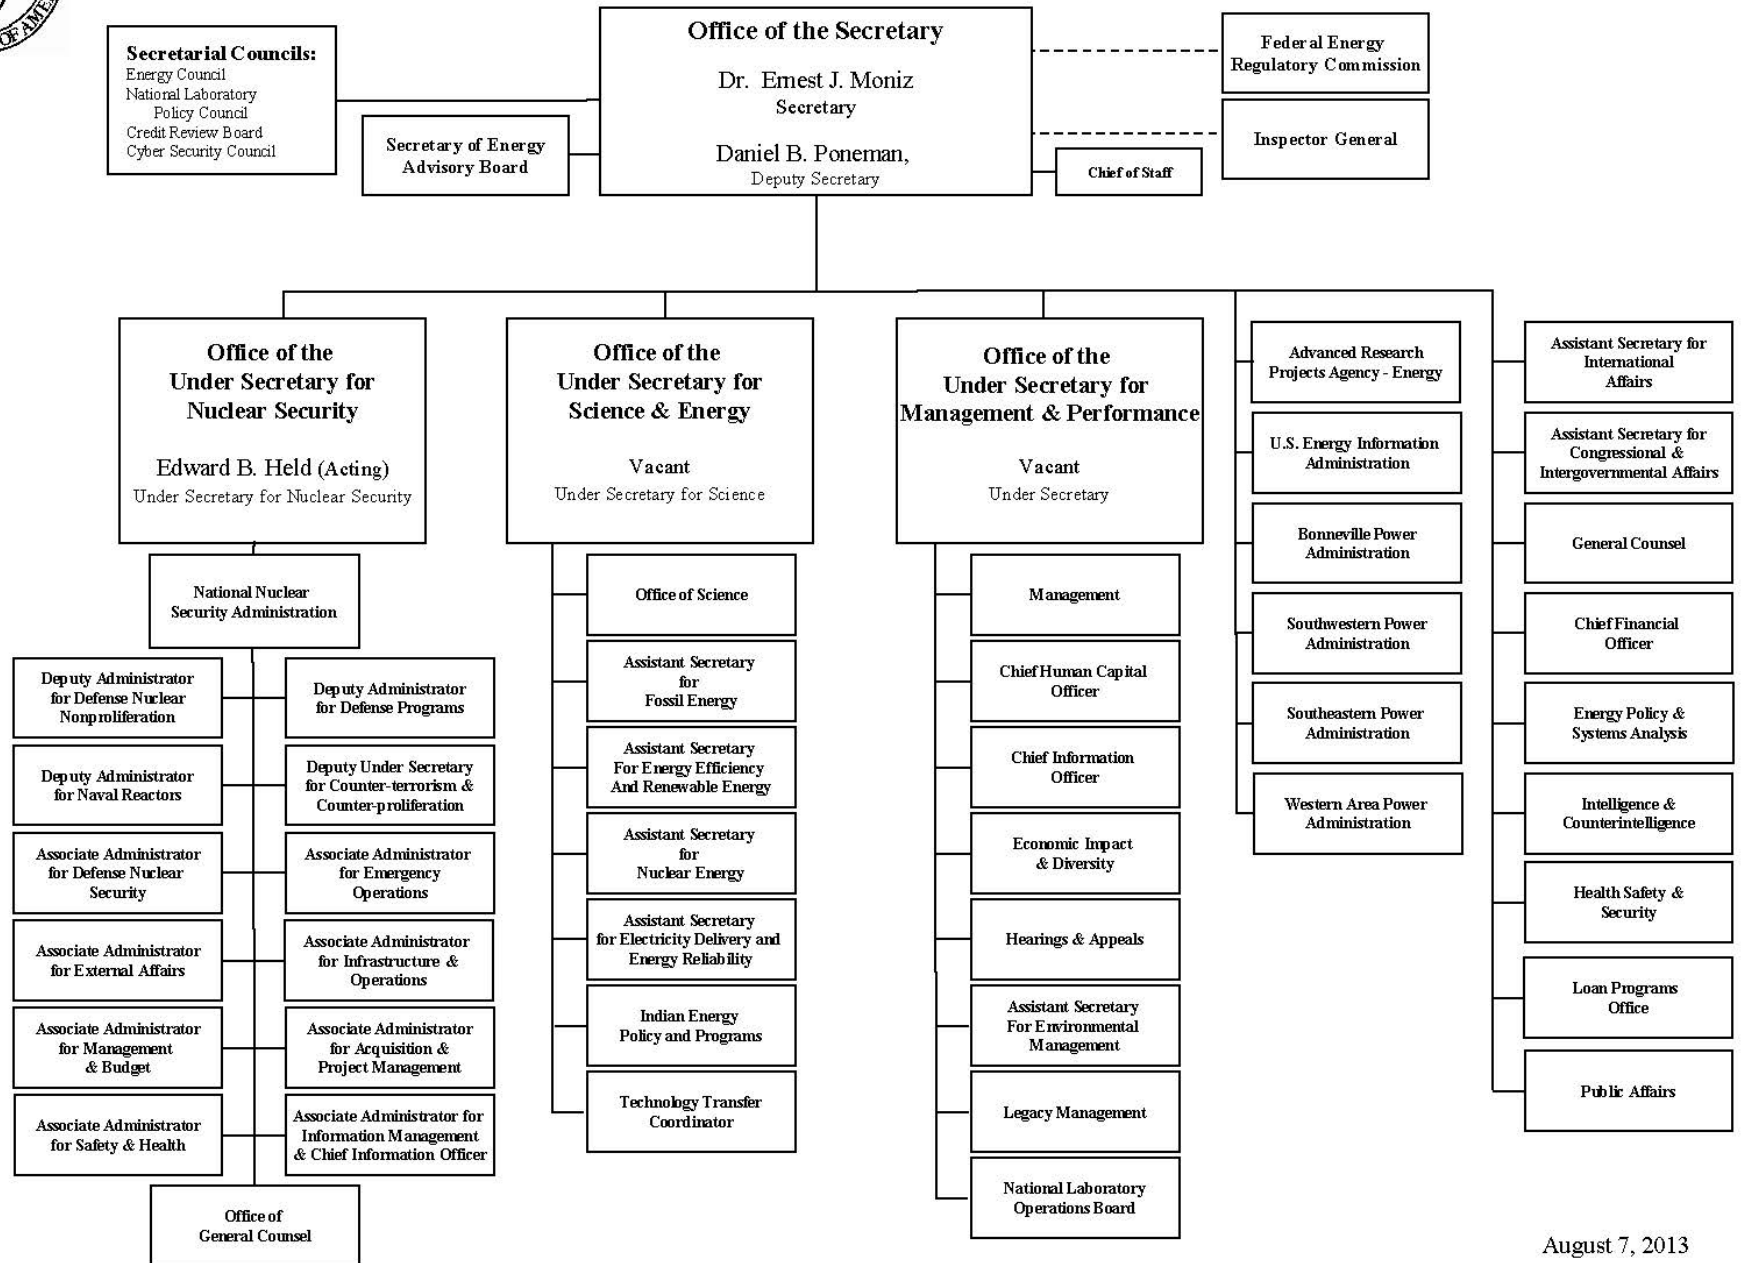 OF AME
Secretarial Councils:
Energy Council
National Laboratory
Policy Council
Credit Review Board
Cyber Security Council
Secretary of Energy
Advisory Board
Office of the Secretary
Dr. Ernest J. Moniz
Secretary
Daniel B. Poneman,
Deputy Secretary
Federal Energy
Regulatory Commission
Inspector General
Chief of Staff
Office of the
Under Secretary for
Nuclear Security
Edward B. Held (Acting)
Under Secretary for Nuclear Security
National Nuclear
Security Administration
Deputy Administrator
for Defense Nuclear
Nonproliferation
Deputy Administrator
for Defense Programs
Deputy Administrator
for Naval Reactors
Deputy Under Secretary
for Counter-terrorism &
Counter-proliferation
Associate Administrator
for Defense Nuclear
Security
Associate Administrator
for Emergency
Operations
Associate Administrator
for External Affairs
Associate Administrator
for Infrastructure &
Operations
Associate Administrator
for Management
& Budget
Associate Administrator
for Acquisition &
Project Management
Associate Administrator
for Safety & Health
Associate Administrator for
Information Management
& Chief Information Officer
Office of
General Counsel
Office of the
Under Secretary for
Science & Energy
Vacant
Under Secretary for Science
Office of Science
Assistant Secretary
for
Fossil Energy
Assistant Secretary
For Energy Efficiency
And Renewable Energy
Assistant Secretary
for
Nuclear Energy
Assistant Secretary
for Electricity Delivery and
Energy Reliability
Indian Energy
Policy and Programs
Technology Transfer
Coordinator
Office of the
Under Secretary for
Management & Performance
Vacant
Under Secretary
Management
Chief Human Capital
Officer
Chief Information
Officer
Economic Impact
& Diversity
Hearings & Appeals
Assistant Secretary
For Environmental
Management
Legacy Management
National Laboratory
Operations Board
Advanced Research
Projects Agency - Energy
U.S. Energy Information
Administration
Bonneville Power
Administration
Southwestern Power
Administration
Southeastern Power
Administration
Western Area Power
Administration
Assistant Secretary for
International
Affairs
Assistant Secretary for
Congressional &
Intergovernmental Affairs
General Counsel
Chief Financial
Officer
Energy Policy &
Systems Analysis
Intelligence &
Counterintelligence
Health Safety &
Security
Loan Programs
Office
Public Affairs
August 7, 2013